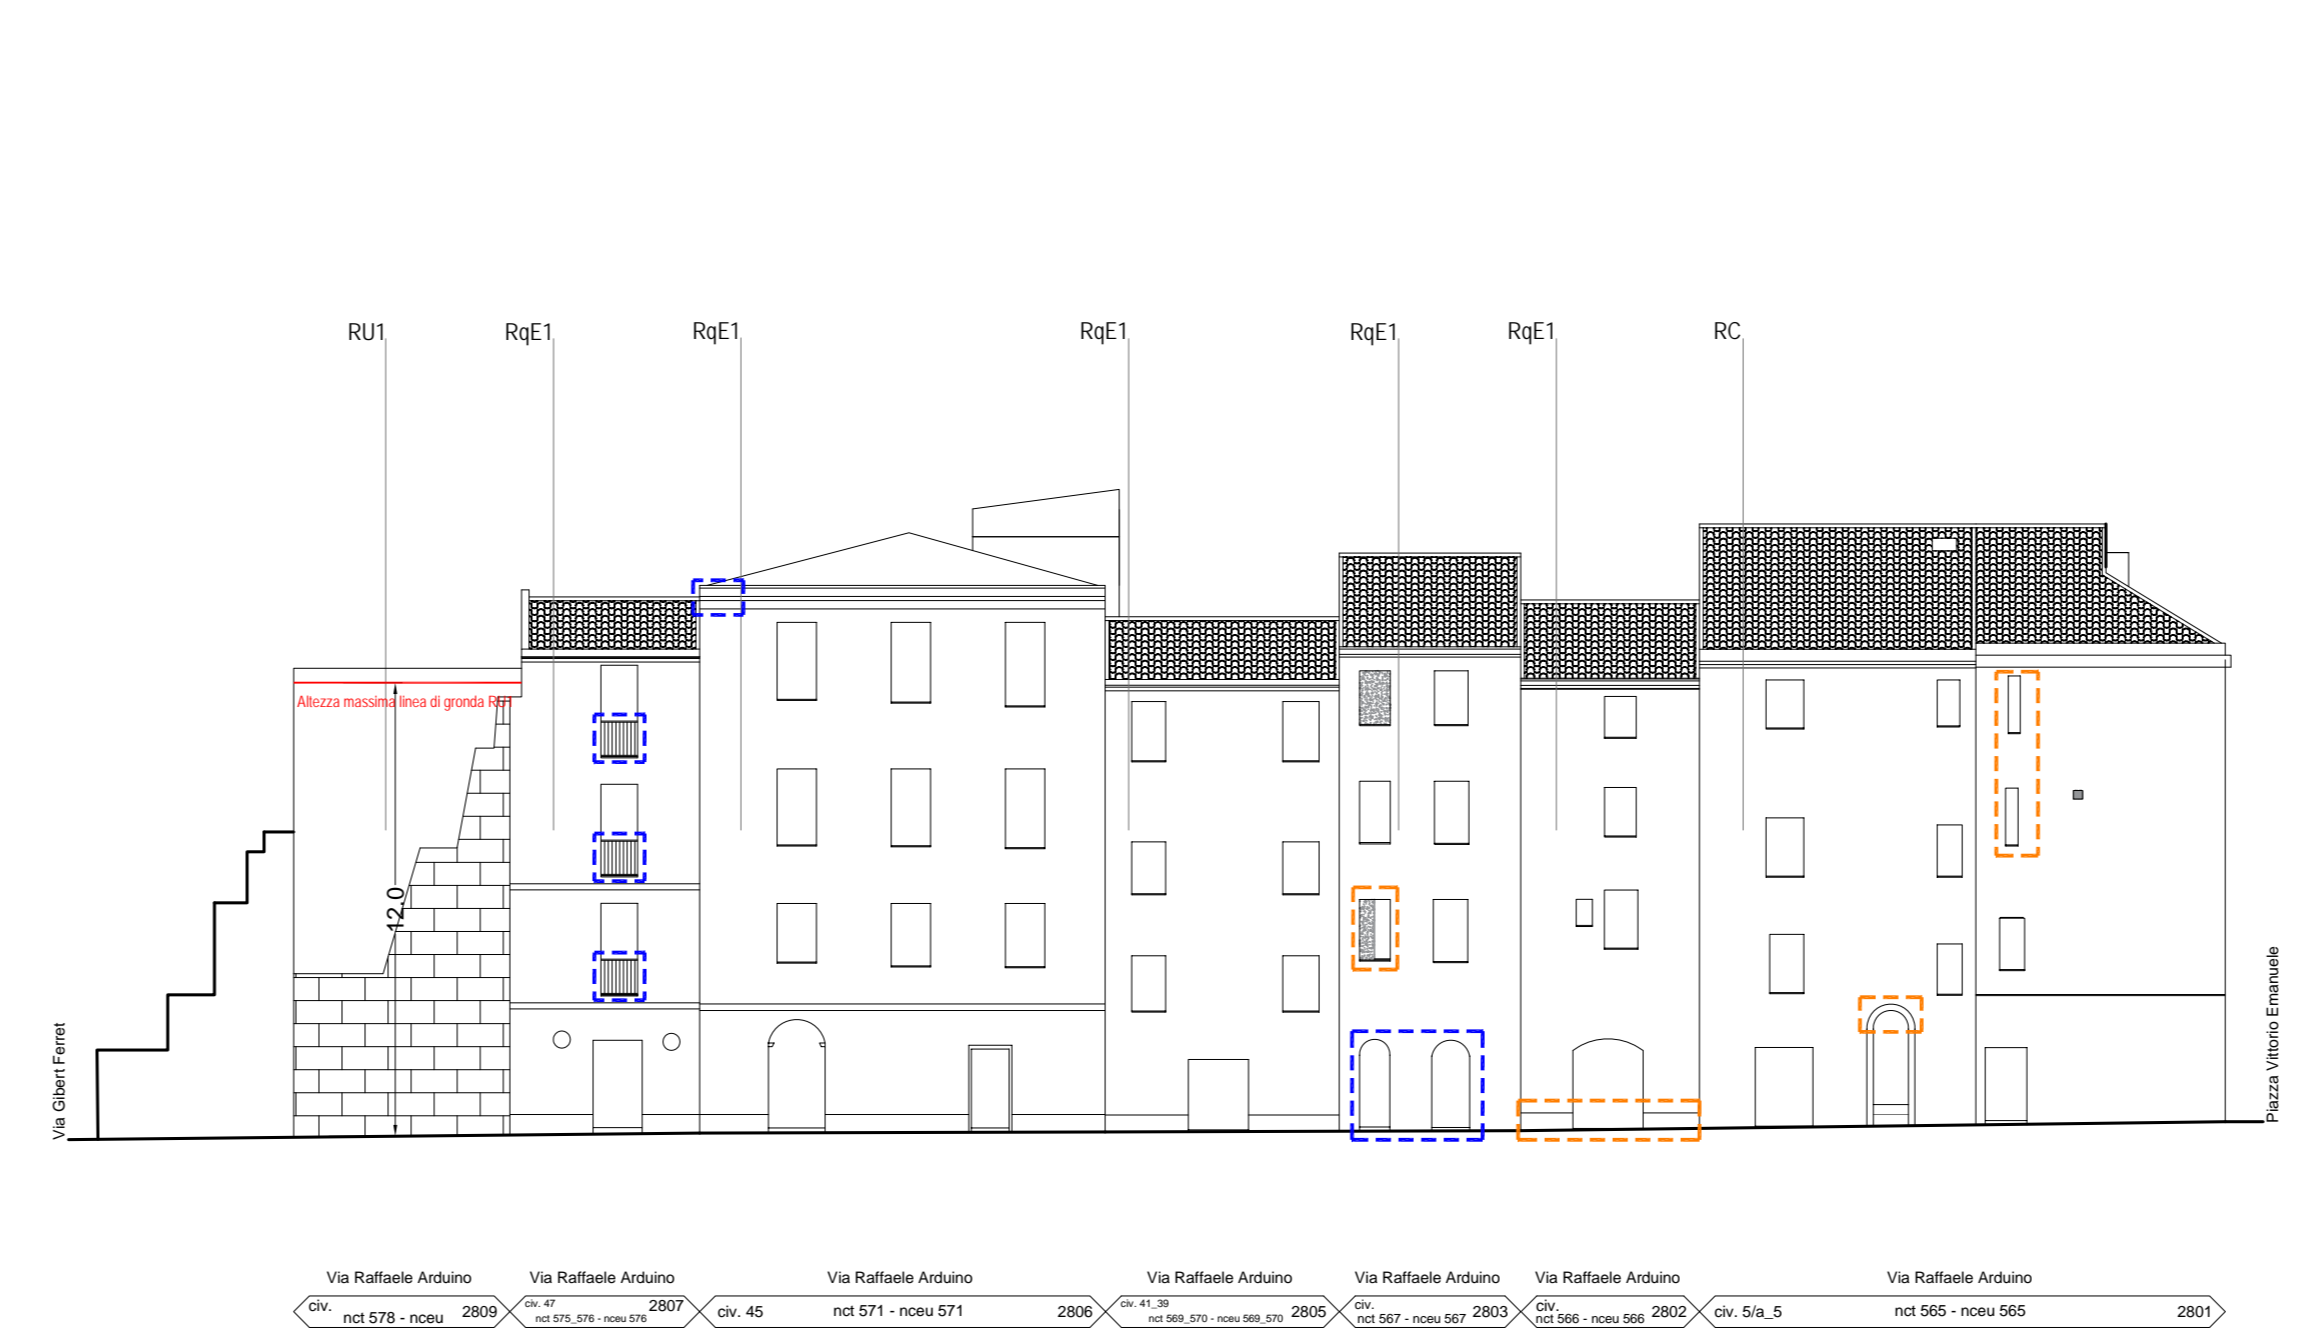 RU1
RqE1
RqE1
RqE1
RqE1
RqE1
RC
Altezza massima linea di gronda RU1
12.0
Via Gibert Ferret
Piazza Vittorio Emanuele
Via Raffaele Arduino
civ.
nct 578 - nceu
2809
Via Raffaele Arduino
civ. 47
nct 575_576 - nceu 576
2807
Via Raffaele Arduino
civ. 45
nct 571 - nceu 571
2806
Via Raffaele Arduino
civ. 41_39
nct 569_570 - nceu 569_570
2805
Via Raffaele Arduino
civ.
nct 567 - nceu 567
2803
Via Raffaele Arduino
civ.
nct 566 - nceu 566
2802
Via Raffaele Arduino
civ. 5/a_5
nct 565 - nceu 565
2801